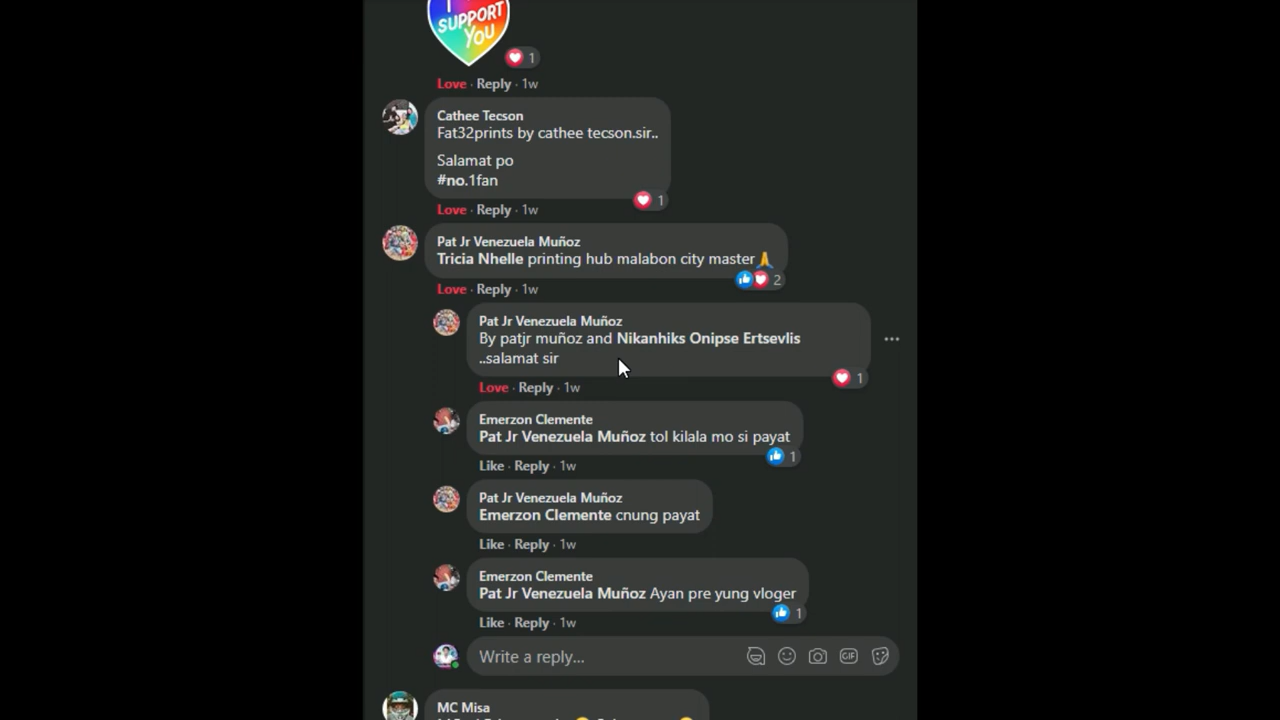 SUPPORT
YOU
1
Love · Reply · 1w
Cathee Tecson
Fat32prints by cathee tecson.sir..
Salamat po
#no.1fan
1
Love · Reply · 1w
Pat Jr Venezuela Muñoz
Tricia Nhelle printing hub malabon city master🙏
2
Love · Reply · 1w
Pat Jr Venezuela Muñoz
By patjr muñoz and Nikanhiks Onipse Ertsevlis
..salamat sir
1
Love · Reply · 1w
Emerzon Clemente
Pat Jr Venezuela Muñoz tol kilala mo si payat
1
Like · Reply · 1w
Pat Jr Venezuela Muñoz
Emerzon Clemente cnung payat
Like · Reply · 1w
Emerzon Clemente
Pat Jr Venezuela Muñoz Ayan pre yung vloger
1
Like · Reply · 1w
Write a reply...
GIF
MC Misa